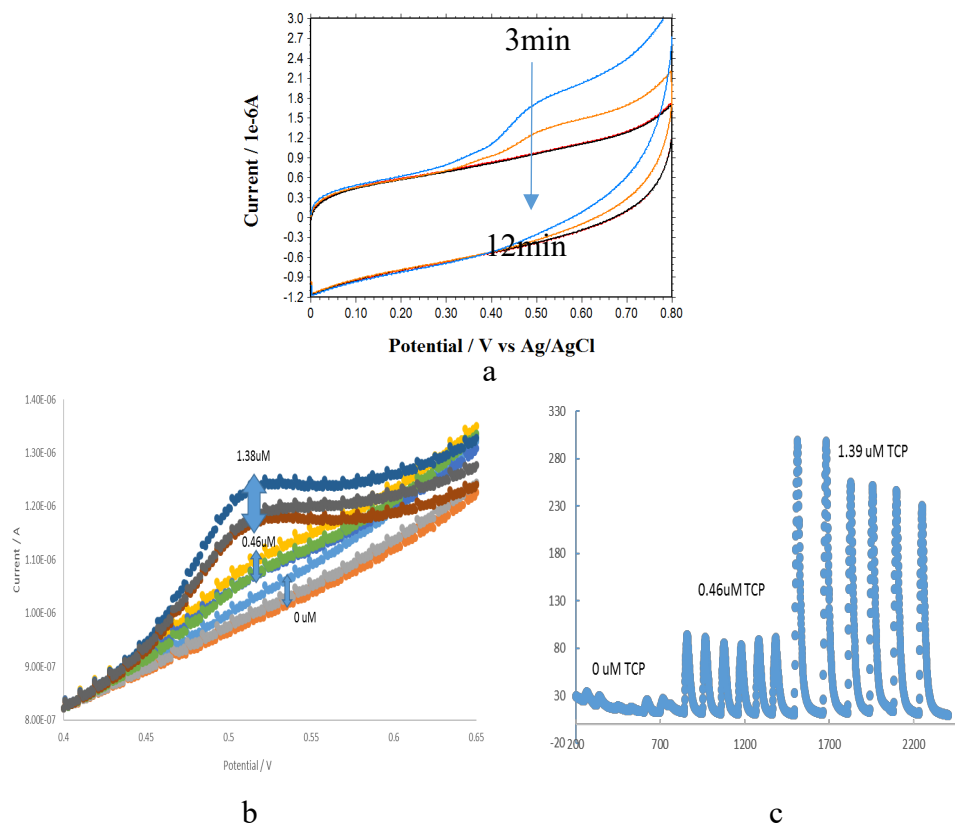 3.0
2.7
2.4
2.1
1.8
1.5
1.2
0.9
0.6
0.3
0
-0.3
-0.6
-0.9
-1.2
Current / 1e-6A
3min
12min
0 0.10 0.20 0.30 0.40 0.50 0.60 0.70 0.80
Potential / V vs Ag/AgCl
a
1.40E-06
1.30E-06
1.20E-06
1.10E-06
1.00E-06
9.00E-07
8.00E-07
Current / A
1.38uM
0.46uM
0 uM
0.4 0.45 0.5 0.55 0.6 0.65
Potential / V
b
330
280
230
180
130
80
30
-20
0 uM TCP
0.46uM TCP
1.39 uM TCP
200 700 1200 1700 2200
c